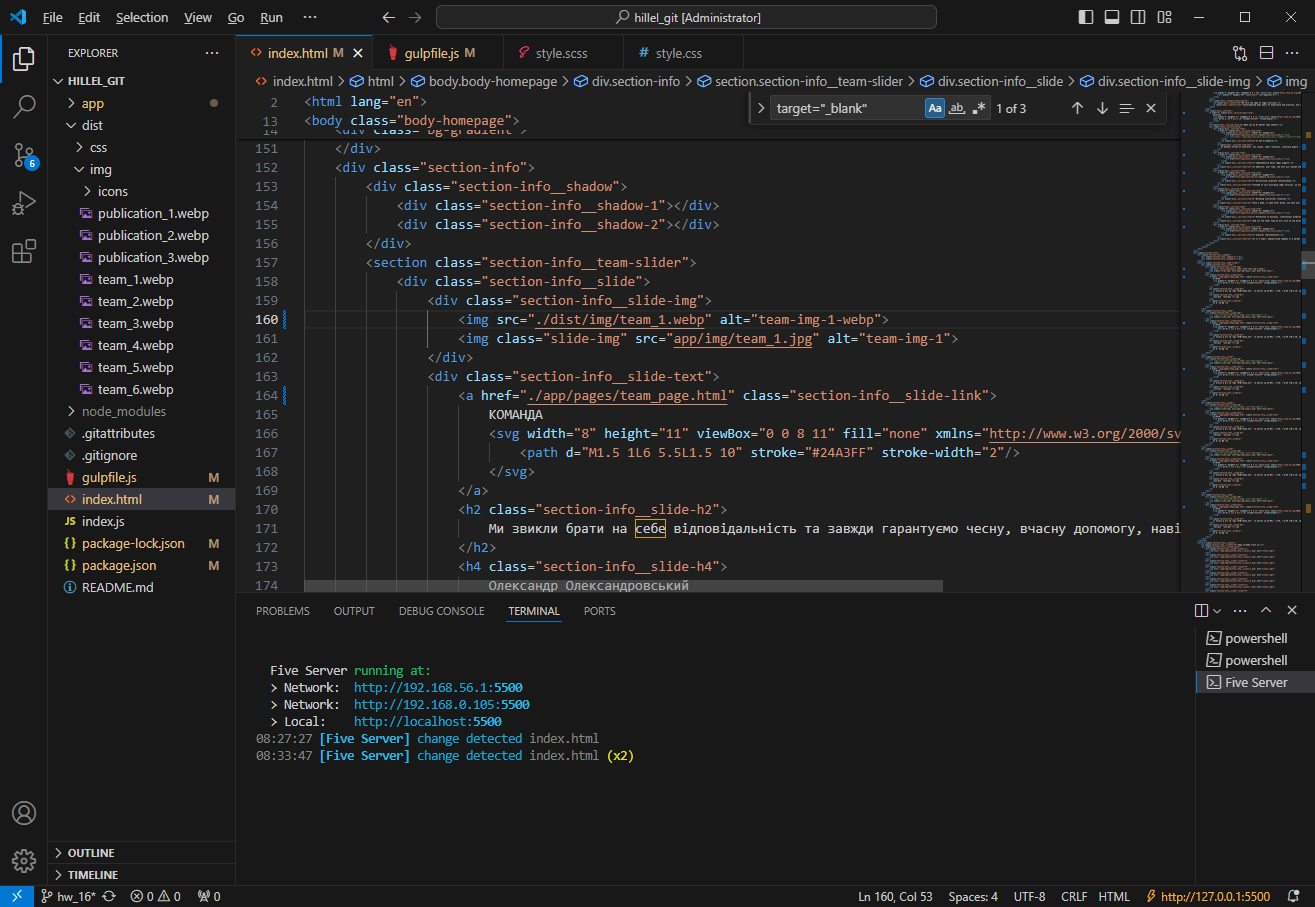 File Edit Selection View Go Run ··· hillel_git [Administrator]
EXPLORER ···
HILLEL_GIT
app
dist
css
img
icons
publication_1.webp
publication_2.webp
publication_3.webp
team_1.webp
team_2.webp
team_3.webp
team_4.webp
team_5.webp
team_6.webp
node_modules
.gitattributes
.gitignore
gulpfile.js M
index.html M
JS index.js
{} package-lock.json M
{} package.json M
README.md
OUTLINE
TIMELINE
6
<> index.html M gulpfile.js M style.scss # style.css
<> index.html > html > body.body-homepage > div.section-info > section.section-info__team-slider > div.section-info__slide > div.section-info__slide-img > img
target="_blank" Aa ab .* 1 of 3
2 <html lang="en">
13 <body class="body-homepage">
14 <div class="bg-gradient">
151 </div>
152 <div class="section-info">
153 <div class="section-info__shadow">
154 <div class="section-info__shadow-1"></div>
155 <div class="section-info__shadow-2"></div>
156 </div>
157 <section class="section-info__team-slider">
158 <div class="section-info__slide">
159 <div class="section-info__slide-img">
160 <img src="./dist/img/team_1.webp" alt="team-img-1-webp">
161 <img class="slide-img" src="app/img/team_1.jpg" alt="team-img-1">
162 </div>
163 <div class="section-info__slide-text">
164 <a href="./app/pages/team_page.html" class="section-info__slide-link">
165 КОМАНДА
166 <svg width="8" height="11" viewBox="0 0 8 11" fill="none" xmlns="http://www.w3.org/2000/sv
167 <path d="M1.5 1L6 5.5L1.5 10" stroke="#24A3FF" stroke-width="2"/>
168 </svg>
169 </a>
170 <h2 class="section-info__slide-h2">
171 Ми звикли брати на себе відповідальність та завжди гарантуємо чесну, вчасну допомогу, наві
172 </h2>
173 <h4 class="section-info__slide-h4">
174 Олександр Олександровський
PROBLEMS OUTPUT DEBUG CONSOLE TERMINAL PORTS
Five Server running at:
> Network: http://192.168.56.1:5500
> Network: http://192.168.0.105:5500
> Local: http://localhost:5500
08:27:27 [Five Server] change detected index.html
08:33:47 [Five Server] change detected index.html (x2)
powershell
powershell
Five Server
hw_16* 0 0 0 Ln 160, Col 53 Spaces: 4 UTF-8 CRLF HTML http://127.0.0.1:5500